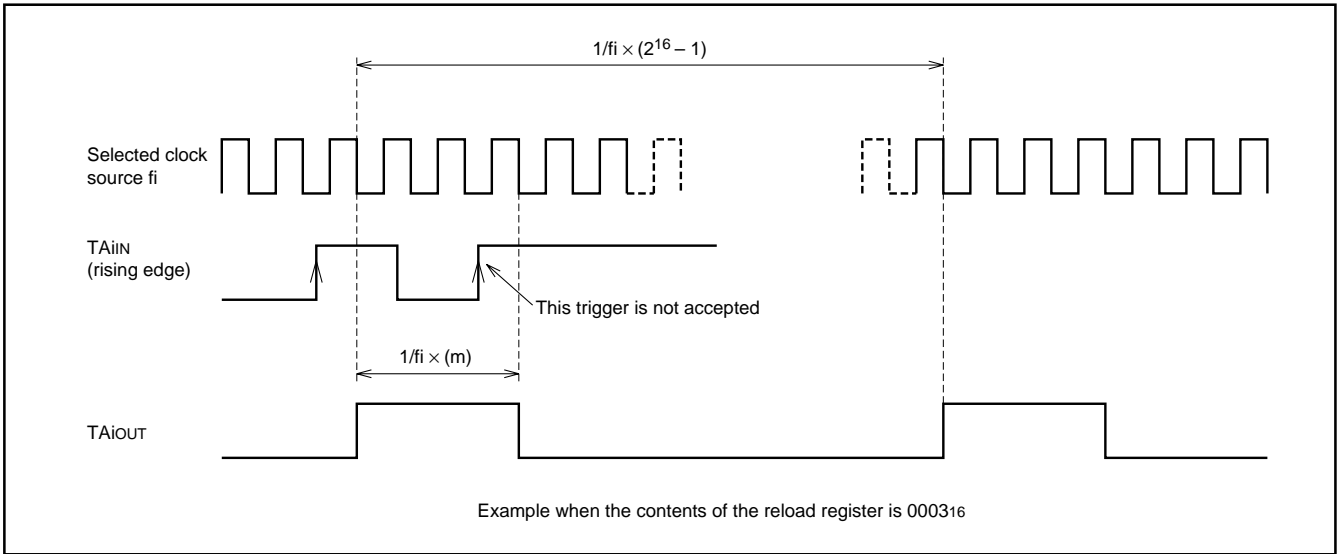 1/fi × (2¹⁶ – 1)
Selected clock
source fi
TAiIN
(rising edge)
This trigger is not accepted
1/fi × (m)
TAiOUT
Example when the contents of the reload register is 0003₁₆